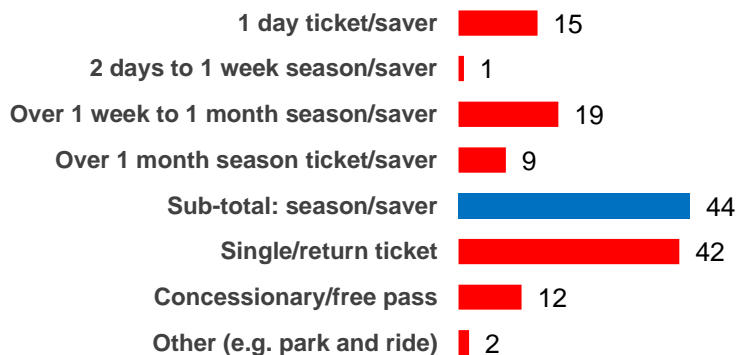 1 day ticket/saver 15
2 days to 1 week season/saver 1
Over 1 week to 1 month season/saver 19
Over 1 month season ticket/saver 9
Sub-total: season/saver 44
Single/return ticket 42
Concessionary/free pass 12
Other (e.g. park and ride) 2